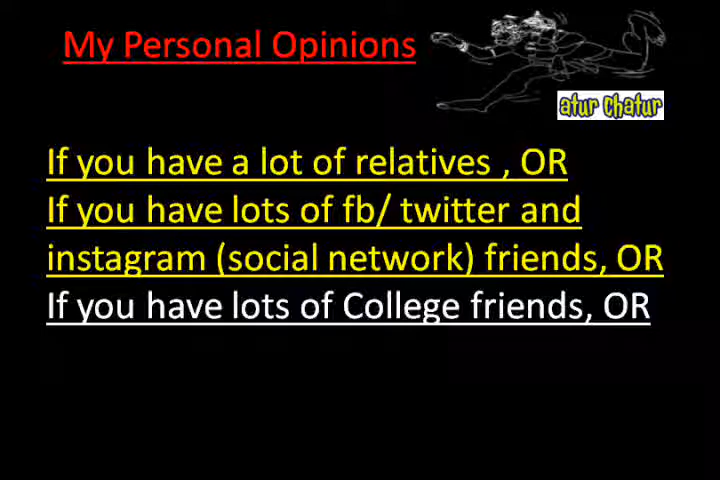 My Personal Opinions
atur chatur
If you have a lot of relatives , OR
If you have lots of fb/ twitter and
instagram (social network) friends, OR
If you have lots of College friends, OR